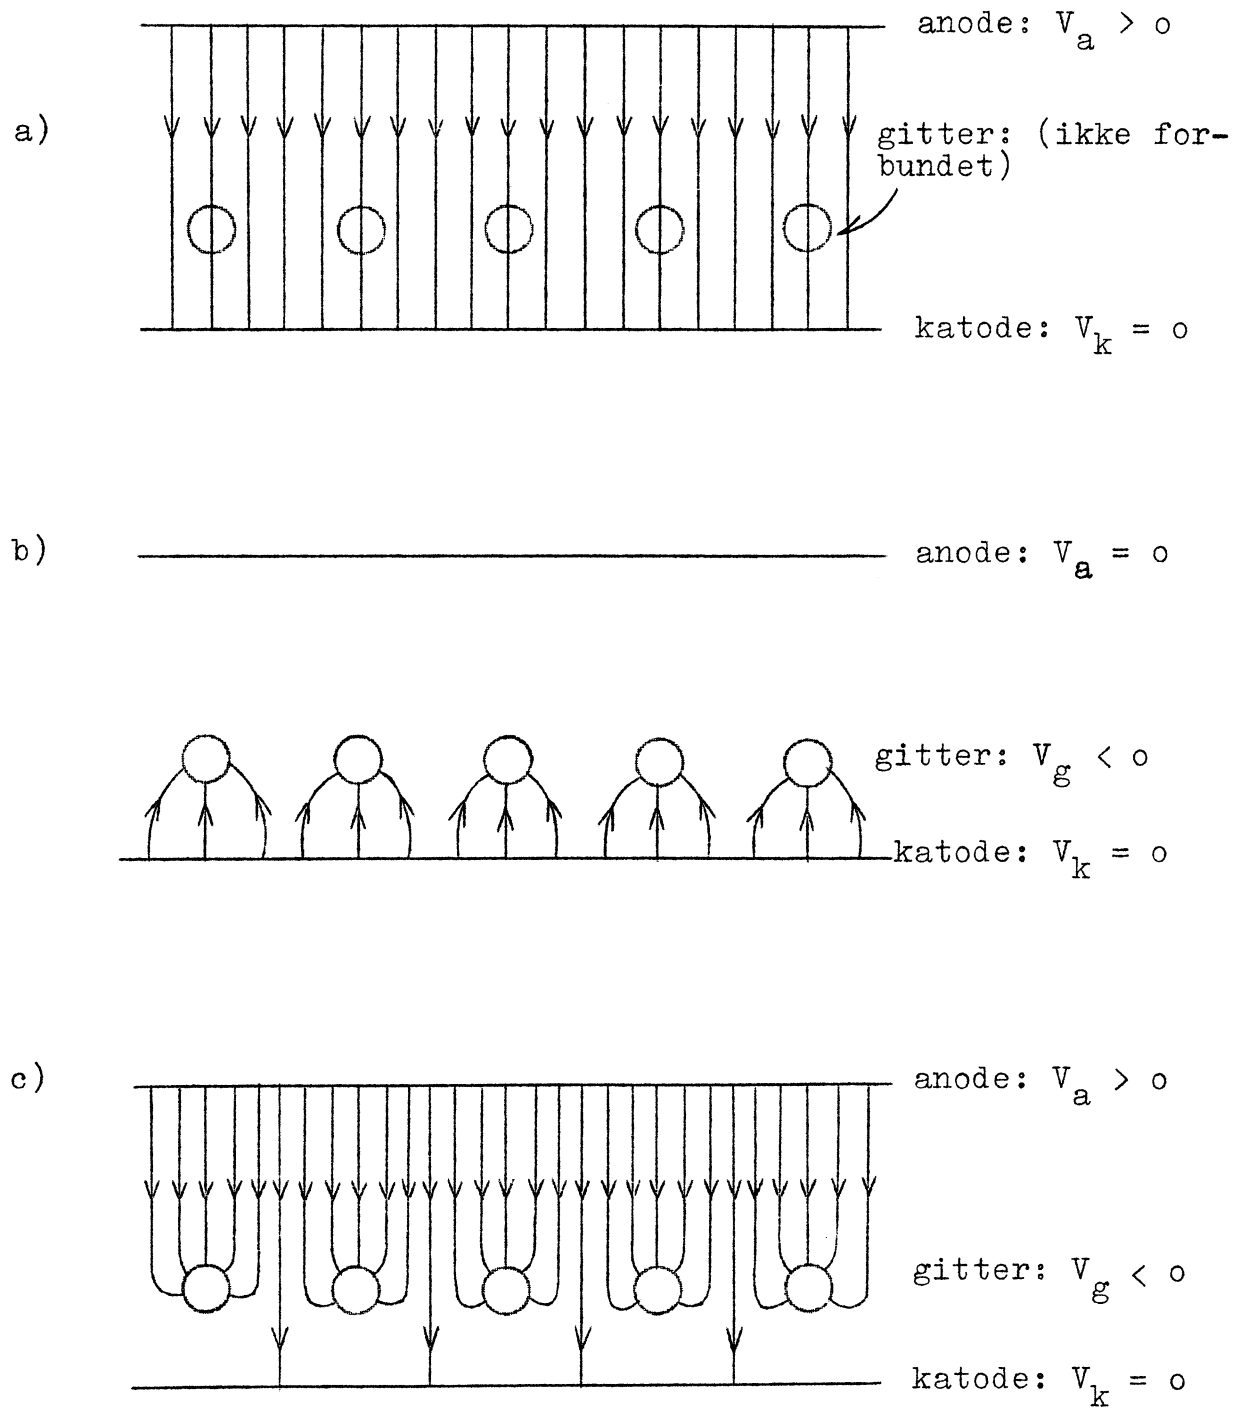 anode: Va > o
a)
gitter: (ikke for-
bundet)
katode: Vk = o
b)
anode: Va = o
gitter: Vg < o
katode: Vk = o
c)
anode: Va > o
gitter: Vg < o
katode: Vk = o